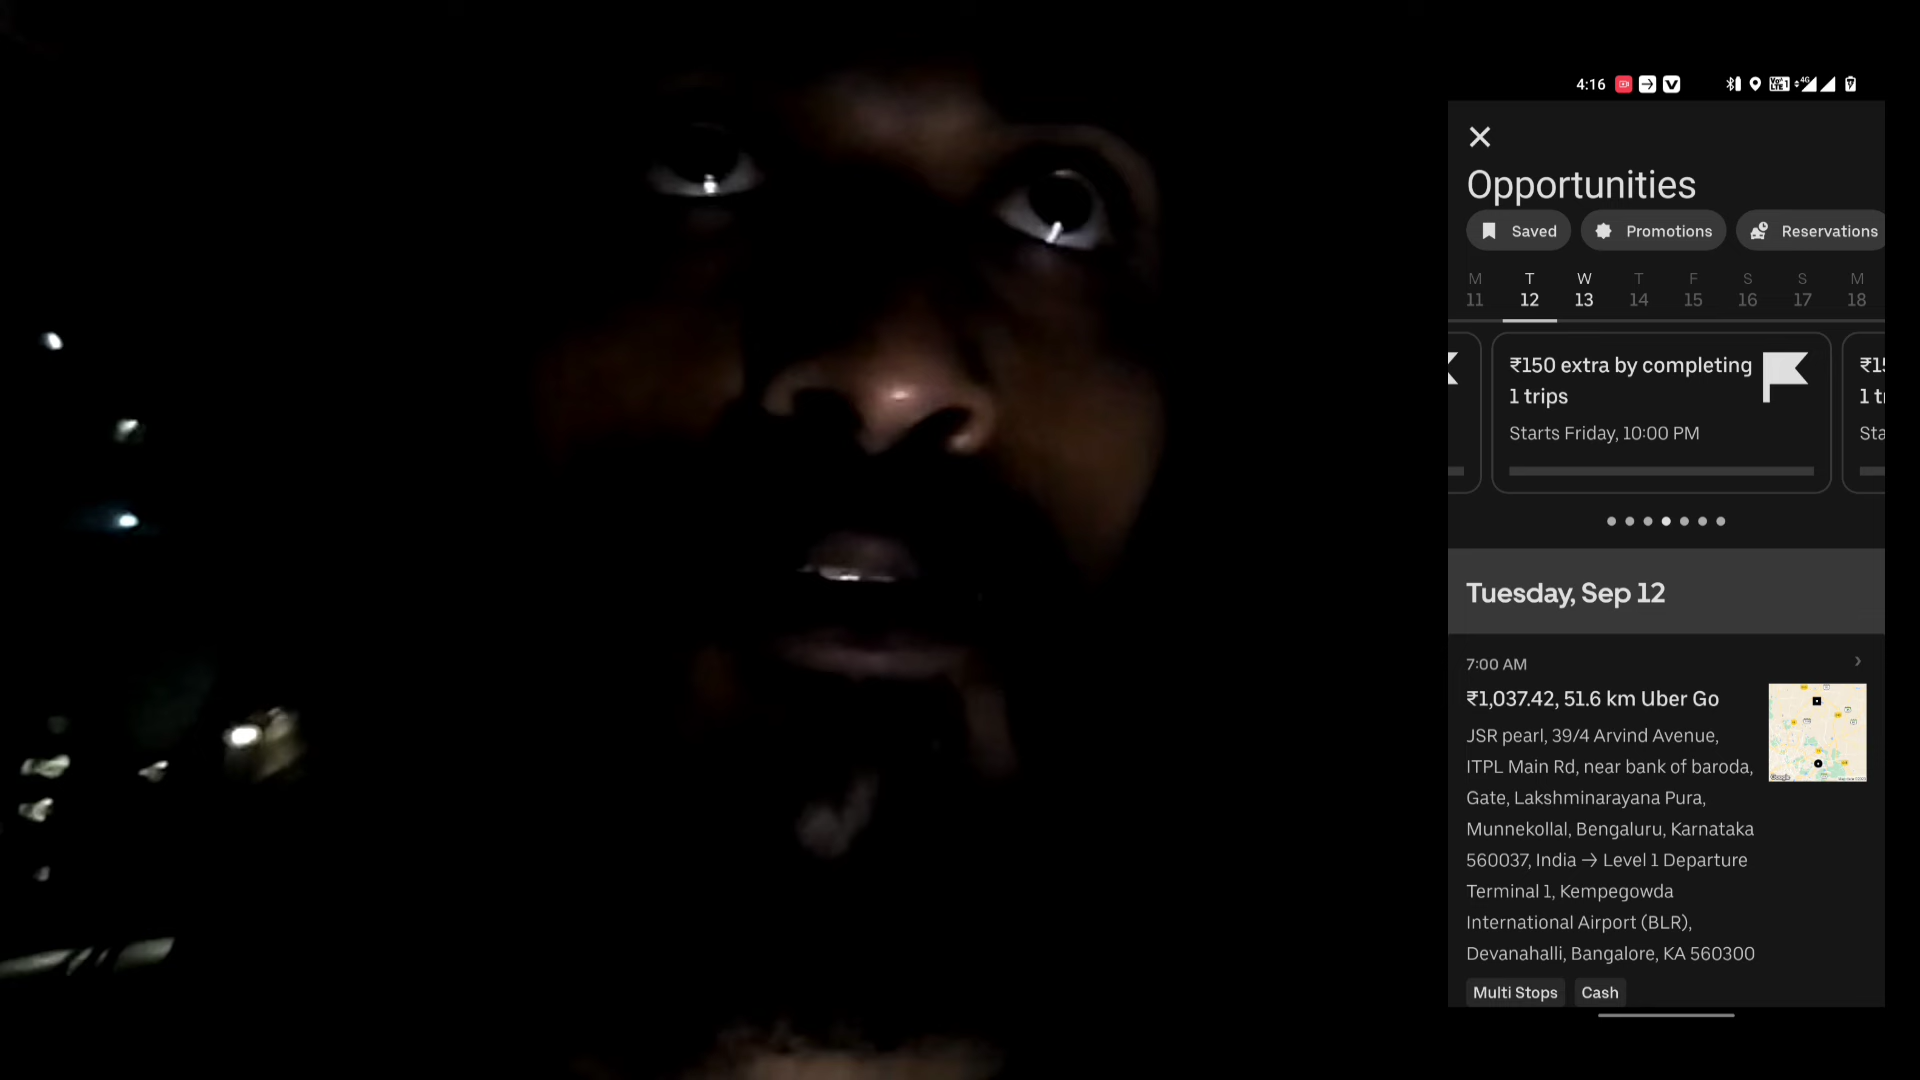 4:16
Opportunities
Saved Promotions Reservations
M T W T F S S M
11 12 13 14 15 16 17 18
₹150 extra by completing
1 trips
Starts Friday, 10:00 PM
₹15
1 tr
Sta
Tuesday, Sep 12
7:00 AM
₹1,037.42, 51.6 km Uber Go
JSR pearl, 39/4 Arvind Avenue,
ITPL Main Rd, near bank of baroda,
Gate, Lakshminarayana Pura,
Munnekollal, Bengaluru, Karnataka
560037, India → Level 1 Departure
Terminal 1, Kempegowda
International Airport (BLR),
Devanahalli, Bangalore, KA 560300
Multi Stops Cash